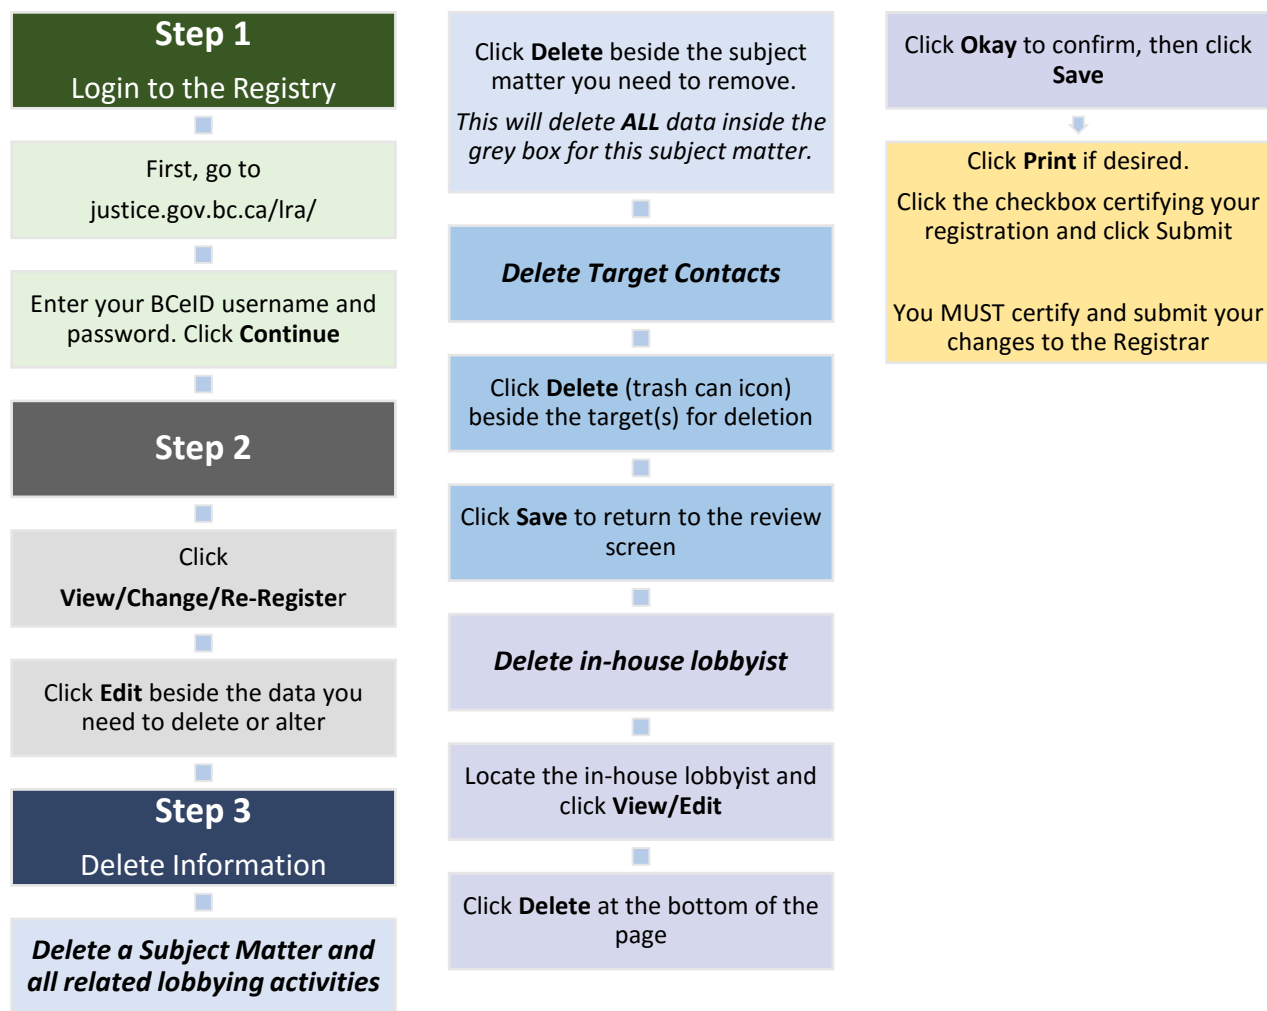 Step 1
Login to the Registry
First, go to
justice.gov.bc.ca/lra/
Enter your BCeID username and
password. Click Continue
Step 2
Click
View/Change/Re-Register
Click Edit beside the data you
need to delete or alter
Step 3
Delete Information
Delete a Subject Matter and
all related lobbying activities
Click Delete beside the subject
matter you need to remove.
This will delete ALL data inside the
grey box for this subject matter.
Delete Target Contacts
Click Delete (trash can icon)
beside the target(s) for deletion
Click Save to return to the review
screen
Delete in-house lobbyist
Locate the in-house lobbyist and
click View/Edit
Click Delete at the bottom of the
page
Click Okay to confirm, then click
Save
Click Print if desired.
Click the checkbox certifying your
registration and click Submit
You MUST certify and submit your
changes to the Registrar